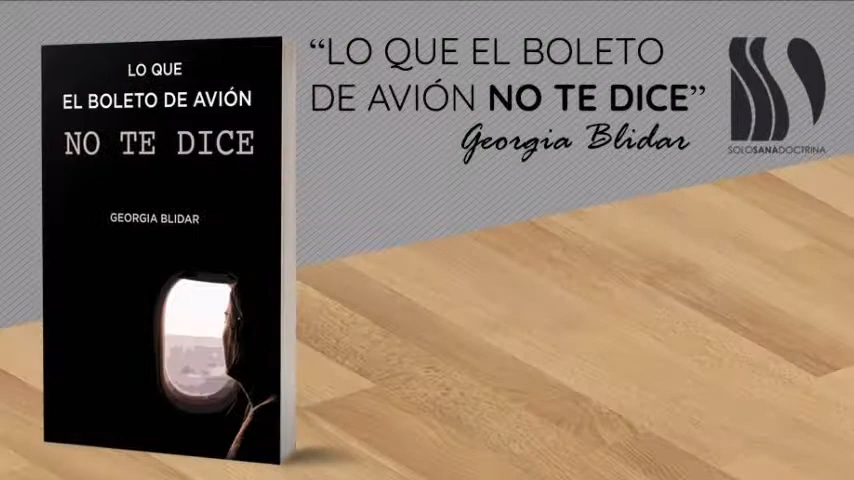 LO QUE
EL BOLETO DE AVIÓN
NO TE DICE
GEORGIA BLIDAR
“LO QUE EL BOLETO
DE AVIÓN NO TE DICE”
Georgia Blidar
SOLOSANADOCTRINA